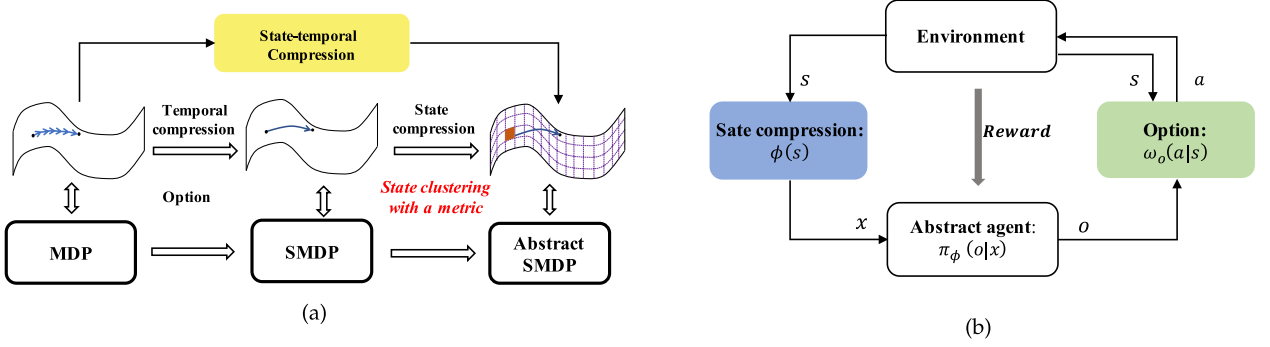 State-temporal
Compression
Temporal
compression
State
compression
Option
State clustering
with a metric
MDP
SMDP
Abstract
SMDP
(a)
Environment
s
s
a
Sate compression:
ϕ(s)
Reward
Option:
ω_o(a|s)
x
Abstract agent:
π_ϕ (o|x)
o
(b)